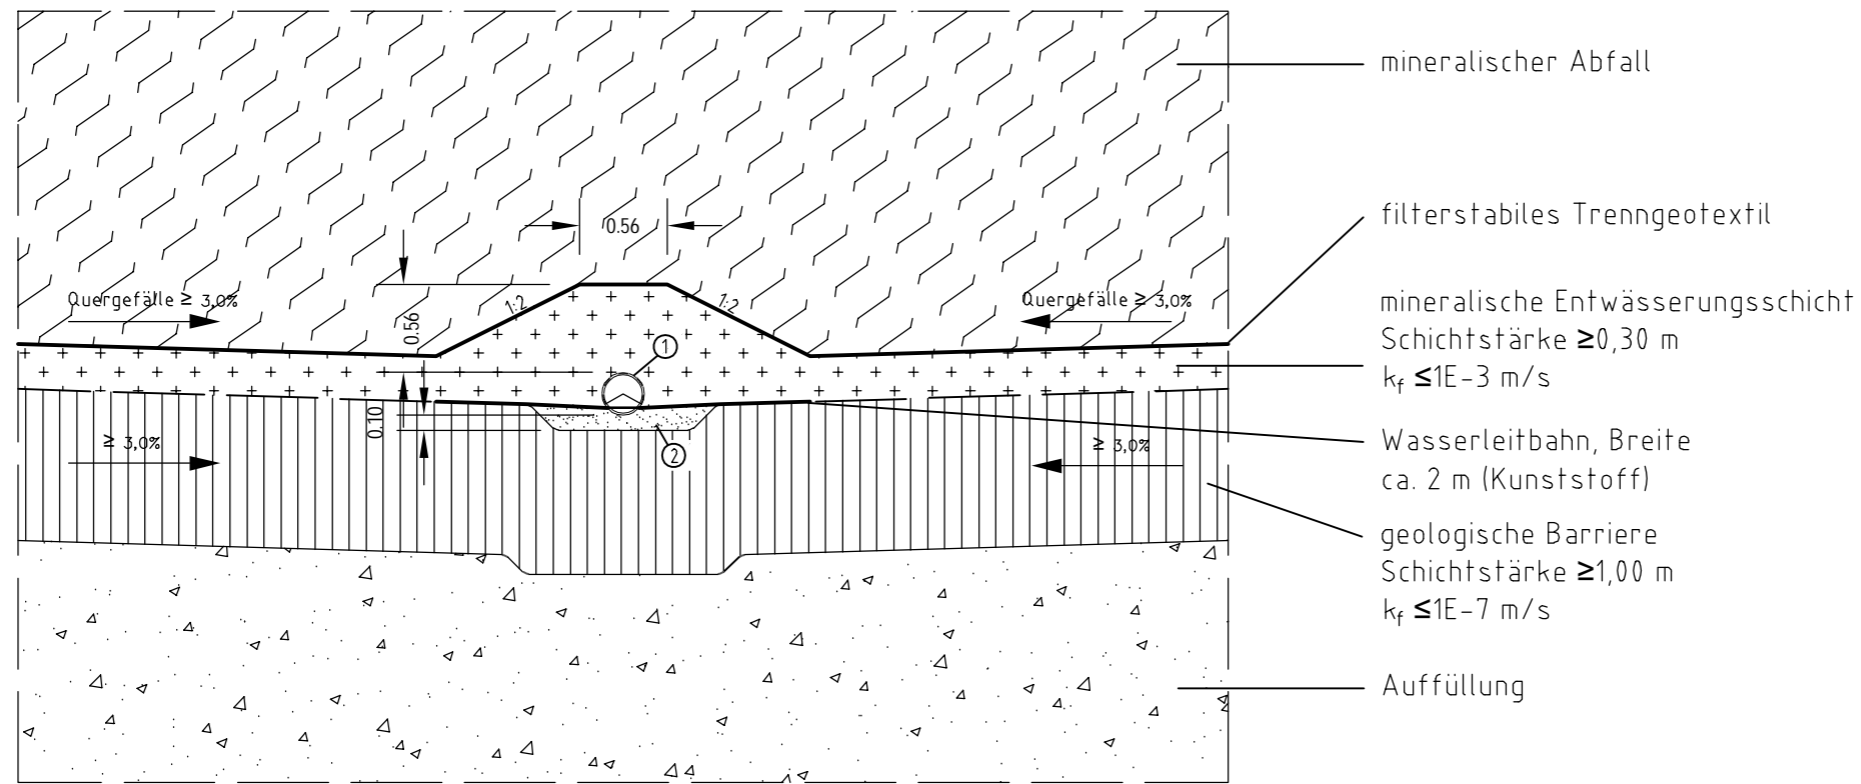 mineralischer Abfall
filterstabiles Trenngeotextil
mineralische Entwässerungsschicht
Schichtstärke ≥0,30 m
kf ≤1E-3 m/s
Wasserleitbahn, Breite
ca. 2 m (Kunststoff)
geologische Barriere
Schichtstärke ≥1,00 m
kf ≤1E-7 m/s
Auffüllung
0.56
Quergefälle ≥ 3,0%
1:2
1:2
Quergefälle ≥ 3,0%
0.56
1
0.10
≥ 3,0%
2
≥ 3,0%